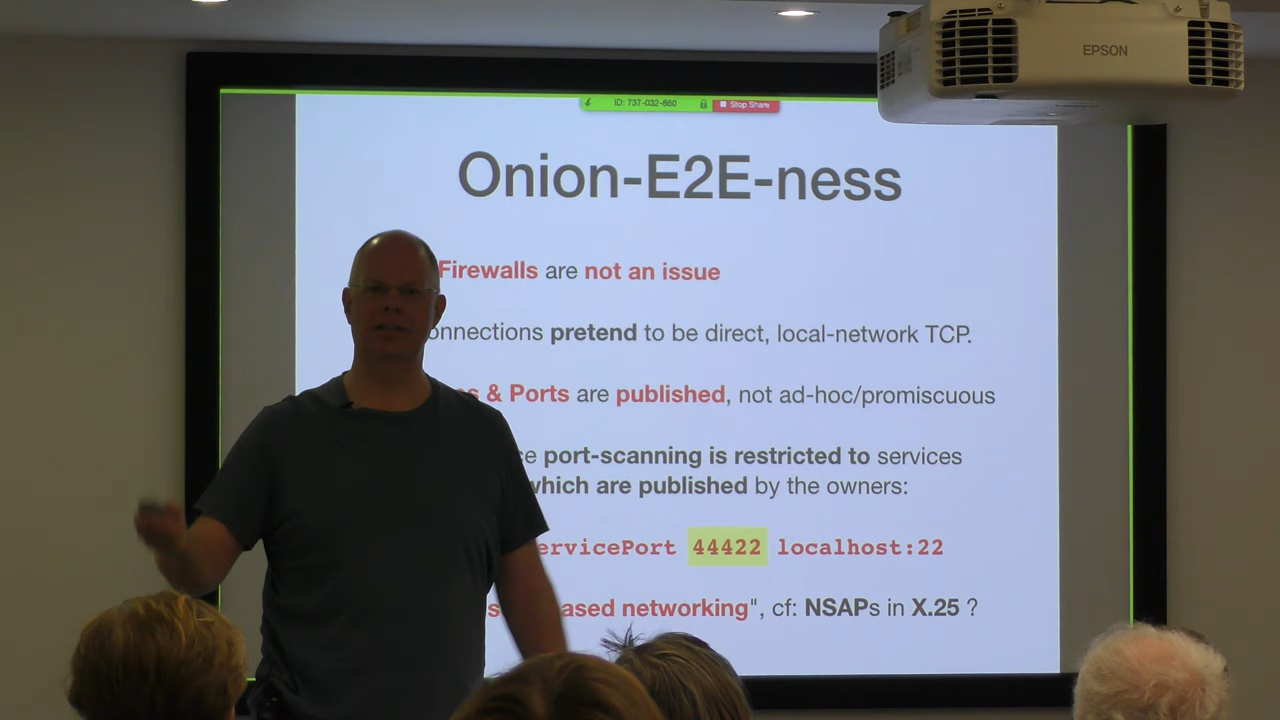 EPSON
ID: 737-032-860 Stop Share
Onion-E2E-ness
Firewalls are not an issue
onnections pretend to be direct, local-network TCP.
s & Ports are published, not ad-hoc/promiscuous
ce port-scanning is restricted to services
which are published by the owners:
ervicePort 44422 localhost:22
ased networking", cf: NSAPs in X.25 ?